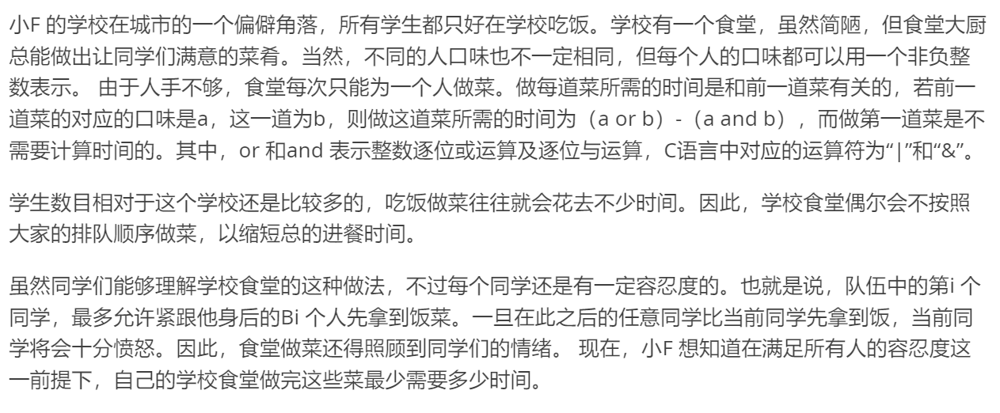 小F 的学校在城市的一个偏僻角落，所有学生都只好在学校吃饭。学校有一个食堂，虽然简陋，但食堂大厨
总能做出让同学们满意的菜肴。当然，不同的人口味也不一定相同，但每个人的口味都可以用一个非负整
数表示。 由于人手不够，食堂每次只能为一个人做菜。做每道菜所需的时间是和前一道菜有关的，若前一
道菜的对应的口味是a，这一道为b，则做这道菜所需的时间为（a or b）-（a and b），而做第一道菜是不
需要计算时间的。其中，or 和and 表示整数逐位或运算及逐位与运算，C语言中对应的运算符为“|”和“&”。
学生数目相对于这个学校还是比较多的，吃饭做菜往往就会花去不少时间。因此，学校食堂偶尔会不按照
大家的排队顺序做菜，以缩短总的进餐时间。
虽然同学们能够理解学校食堂的这种做法，不过每个同学还是有一定容忍度的。也就是说，队伍中的第i 个
同学，最多允许紧跟他身后的Bi 个人先拿到饭菜。一旦在此之后的任意同学比当前同学先拿到饭，当前同
学将会十分愤怒。因此，食堂做菜还得照顾到同学们的情绪。 现在，小F 想知道在满足所有人的容忍度这
一前提下，自己的学校食堂做完这些菜最少需要多少时间。